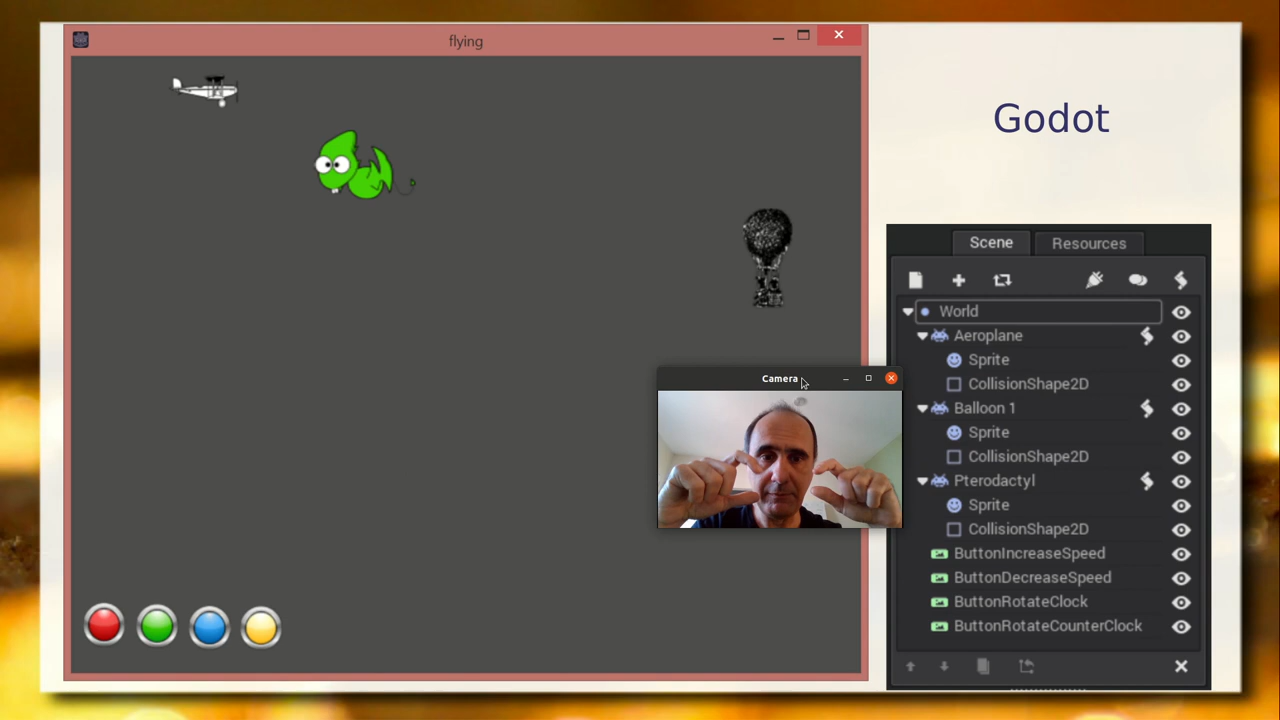 flying
Godot
Scene
Resources
World
Aeroplane
Sprite
CollisionShape2D
Balloon 1
Sprite
CollisionShape2D
Pterodactyl
Sprite
CollisionShape2D
ButtonIncreaseSpeed
ButtonDecreaseSpeed
ButtonRotateClock
ButtonRotateCounterClock
Camera